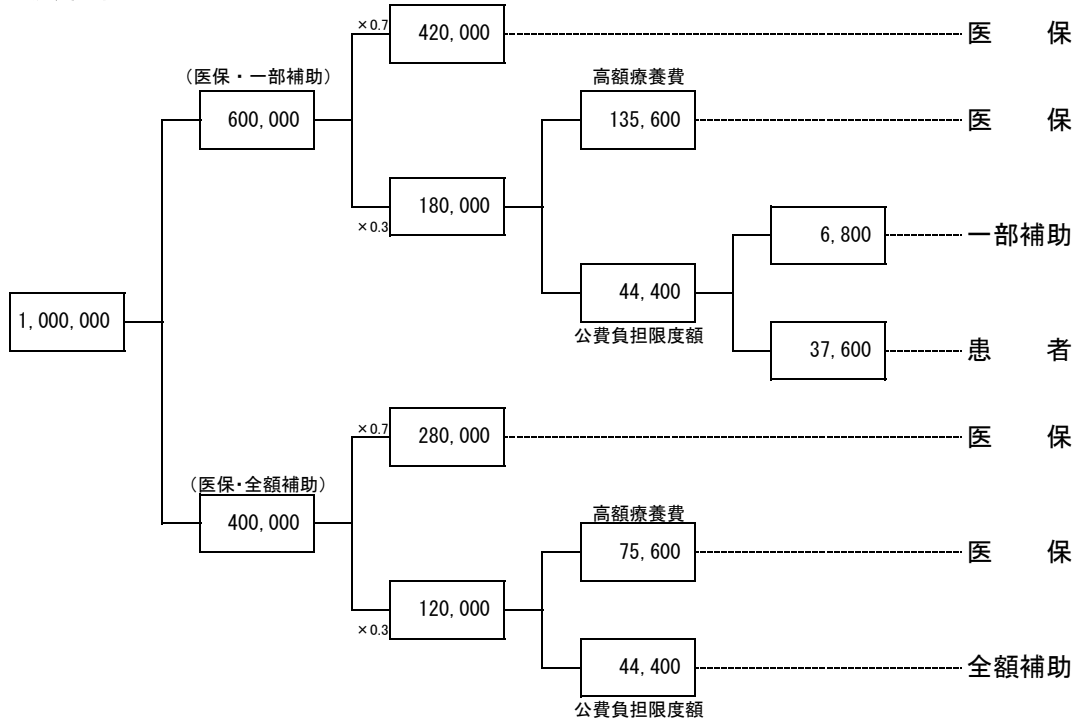 ×0.7
420,000
医 保
(医保・一部補助)
600,000
高額療養費
135,600
医 保
180,000
×0.3
6,800
一部補助
44,400
公費負担限度額
1,000,000
37,600
患 者
×0.7
280,000
医 保
(医保・全額補助)
400,000
高額療養費
75,600
医 保
120,000
×0.3
44,400
全額補助
公費負担限度額